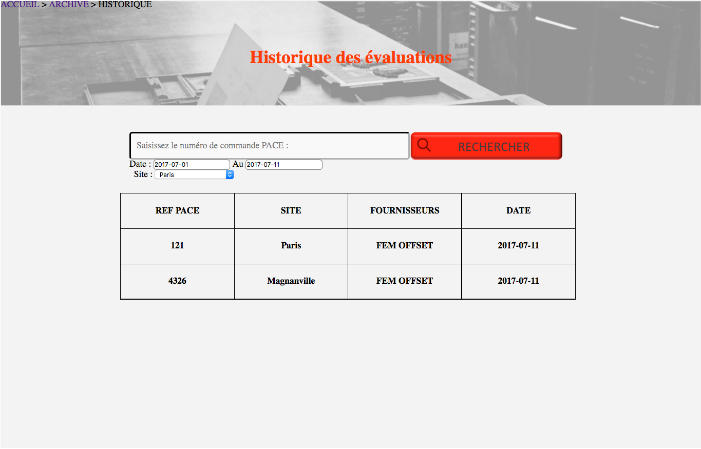 ACCUEIL > ARCHIVE > HISTORIQUE
Historique des évaluations
Saisissez le numéro de commande PACE :
RECHERCHER
Date : 2017-07-01 Au 2017-07-11
Site : Paris
REF PACE SITE FOURNISSEURS DATE
121 Paris FEM OFFSET 2017-07-11
4326 Magnanville FEM OFFSET 2017-07-11